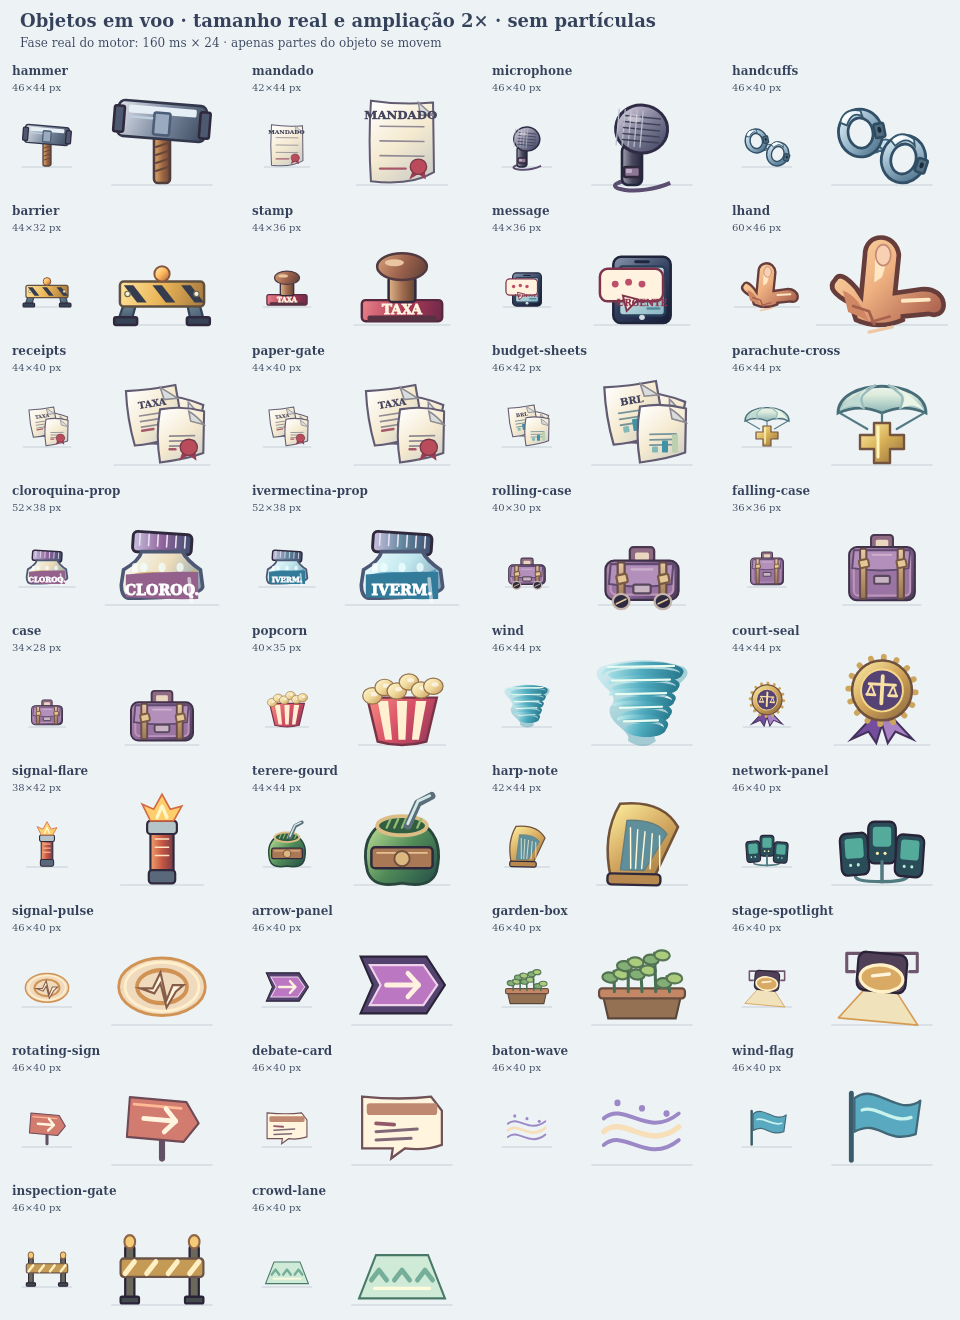 Objetos em voo · tamanho real e ampliação 2× · sem partículas
Fase real do motor: 160 ms × 24 · apenas partes do objeto se movem
hammer
46×44 px
mandado
42×44 px
MANDADO
MANDADO
microphone
46×40 px
handcuffs
46×40 px
barrier
44×32 px
stamp
44×36 px
TAXA
TAXA
message
44×36 px
lhand
60×46 px
receipts
44×40 px
TAXA
TAXA
paper-gate
44×40 px
TAXA
TAXA
budget-sheets
46×42 px
BRL
BRL
parachute-cross
46×44 px
cloroquina-prop
52×38 px
CLOROQ.
CLOROQ.
ivermectina-prop
52×38 px
IVERM.
IVERM.
rolling-case
40×30 px
falling-case
36×36 px
case
34×28 px
popcorn
40×35 px
wind
46×44 px
court-seal
44×44 px
signal-flare
38×42 px
terere-gourd
44×44 px
harp-note
42×44 px
network-panel
46×40 px
signal-pulse
46×40 px
arrow-panel
46×40 px
garden-box
46×40 px
stage-spotlight
46×40 px
rotating-sign
46×40 px
debate-card
46×40 px
baton-wave
46×40 px
wind-flag
46×40 px
inspection-gate
46×40 px
crowd-lane
46×40 px